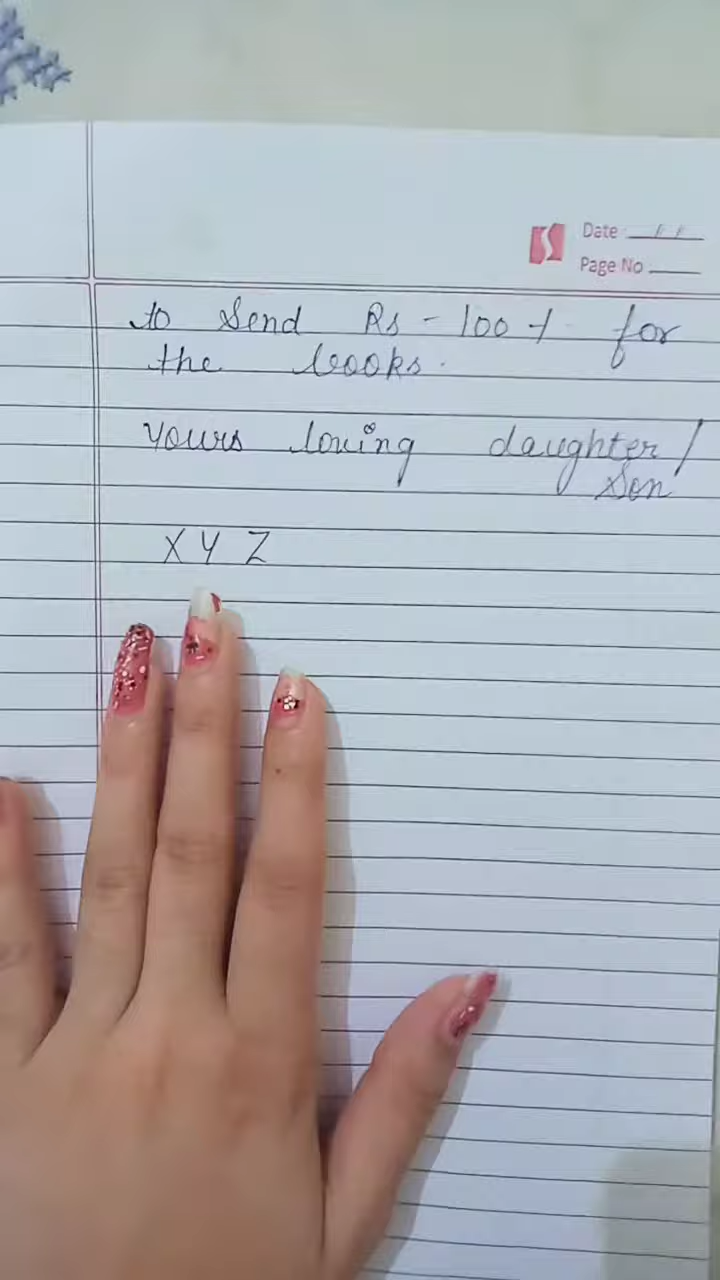 Date / /
Page No
to Send Rs - 100 /- for
the books.
yours loving daughter /
Son
X Y Z